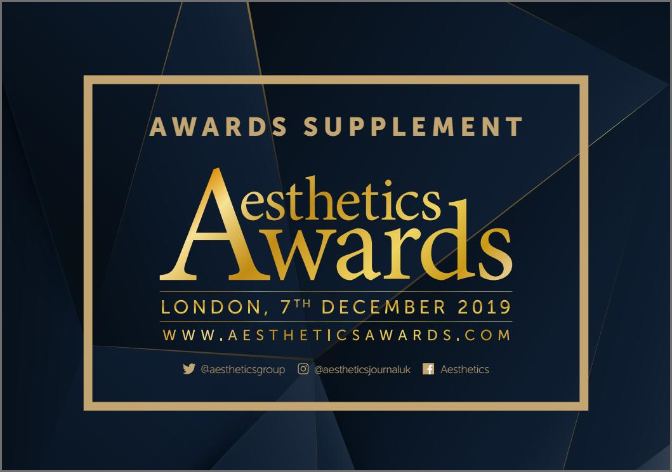 AWARDS SUPPLEMENT
Aesthetics
Awards
LONDON, 7TH DECEMBER 2019
WWW.AESTHETICSAWARDS.COM
@aestheticsgroup @aestheticsjournaluk Aesthetics